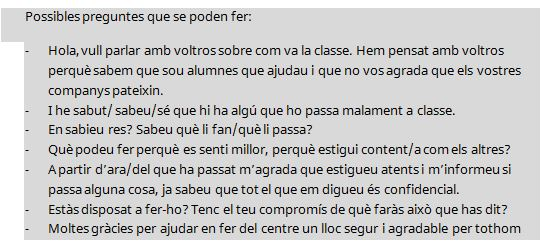 Possibles preguntes que se poden fer:
- Hola, vull parlar amb voltros sobre com va la classe. Hem pensat amb voltros
perquè sabem que sou alumnes que ajudau i que no vos agrada que els vostres
companys pateixin.
- I he sabut/ sabeu/sé que hi ha algú que ho passa malament a classe.
- En sabieu res? Sabeu què li fan/què li passa?
- Què podeu fer perquè es senti millor, perquè estigui content/a com els altres?
- A partir d’ara/del que ha passat m’agrada que estigueu atents i m’informeu si
passa alguna cosa, ja sabeu que tot el que em digueu és confidencial.
- Estàs disposat a fer-ho? Tenc el teu compromís de què faràs això que has dit?
- Moltes gràcies per ajudar en fer del centre un lloc segur i agradable per tothom